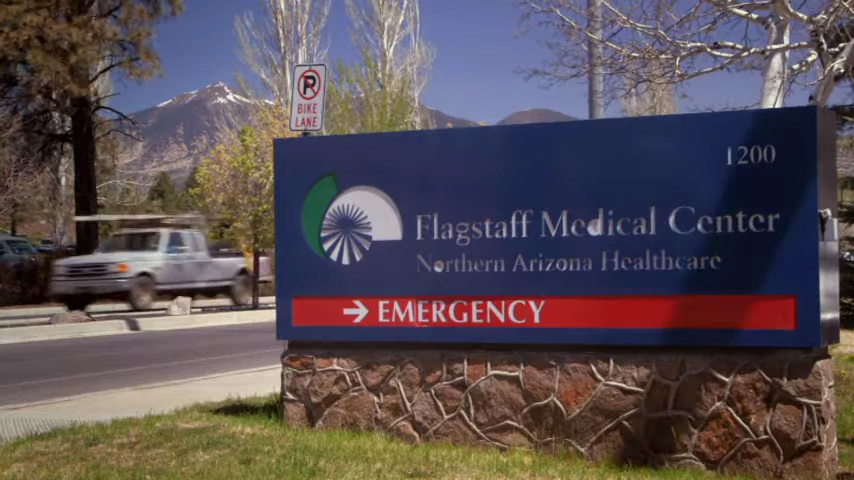 P
BIKE
LANE
1200
Flagstaff Medical Center
Northern Arizona Healthcare
→ EMERGENCY